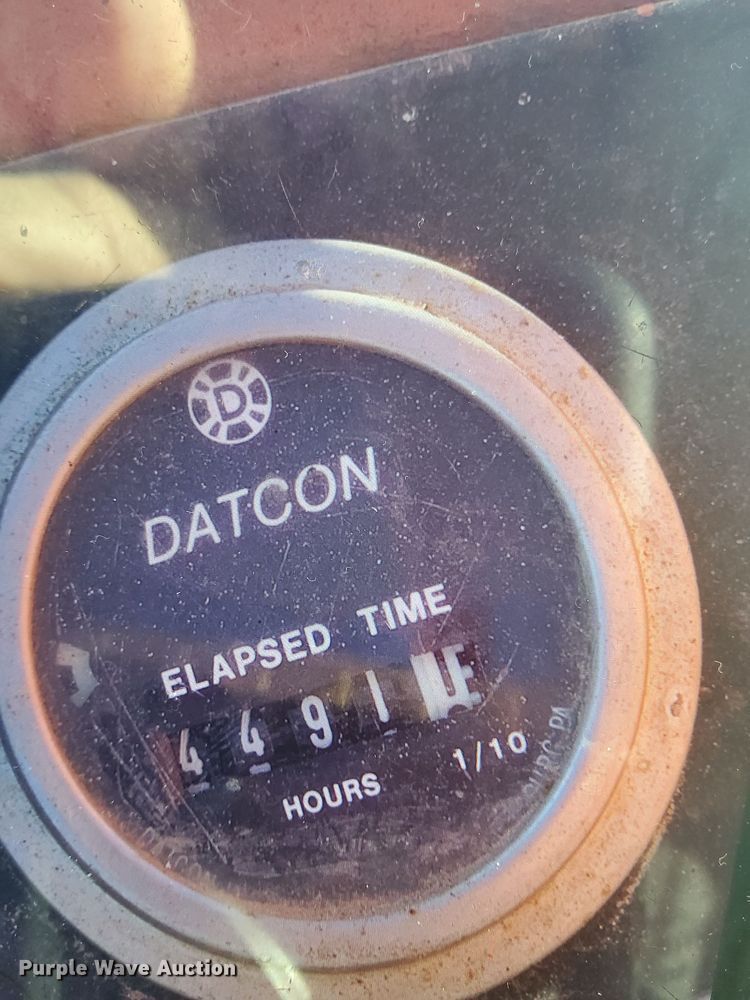 D
DATCON
ELAPSED TIME
4491
HOURS 1/10
Purple Wave Auction